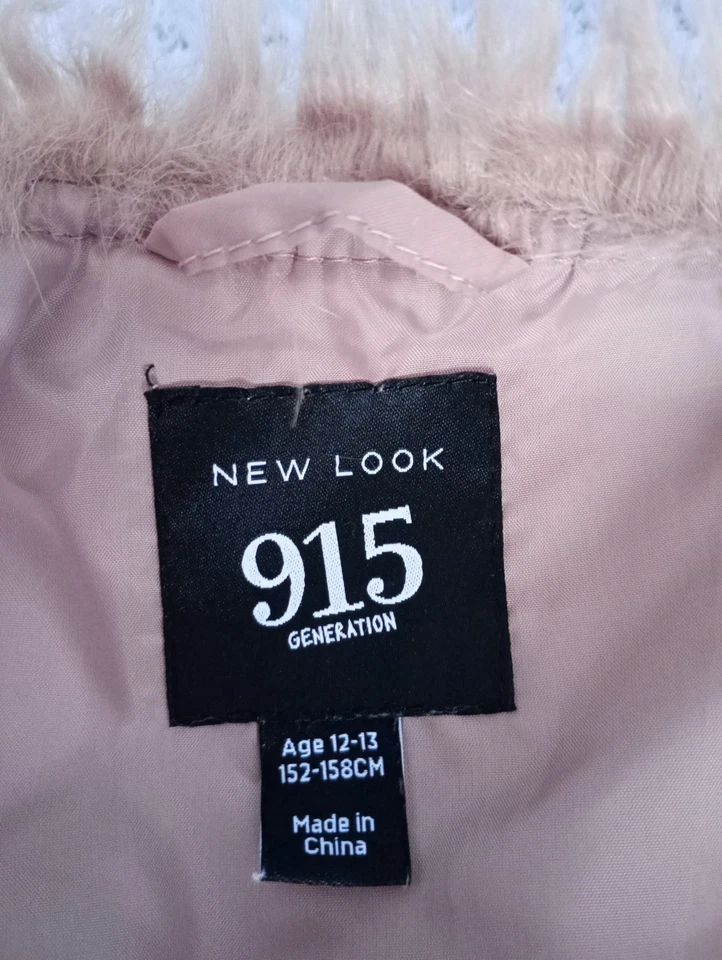 NEW LOOK
915
GENERATION
Age 12-13
152-158CM
Made in
China